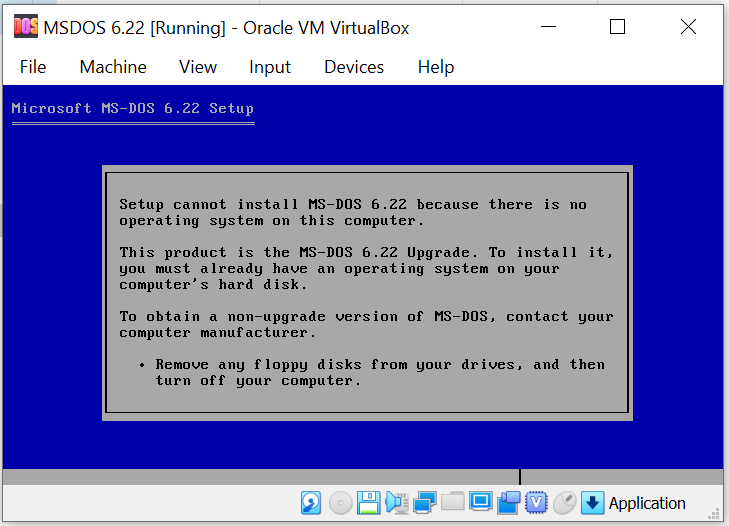 DOS
MSDOS 6.22 [Running] - Oracle VM VirtualBox
File Machine View Input Devices Help
Microsoft MS-DOS 6.22 Setup
Setup cannot install MS-DOS 6.22 because there is no
operating system on this computer.
This product is the MS-DOS 6.22 Upgrade. To install it,
you must already have an operating system on your
computer's hard disk.
To obtain a non-upgrade version of MS-DOS, contact your
computer manufacturer.
• Remove any floppy disks from your drives, and then
turn off your computer.
V
Application